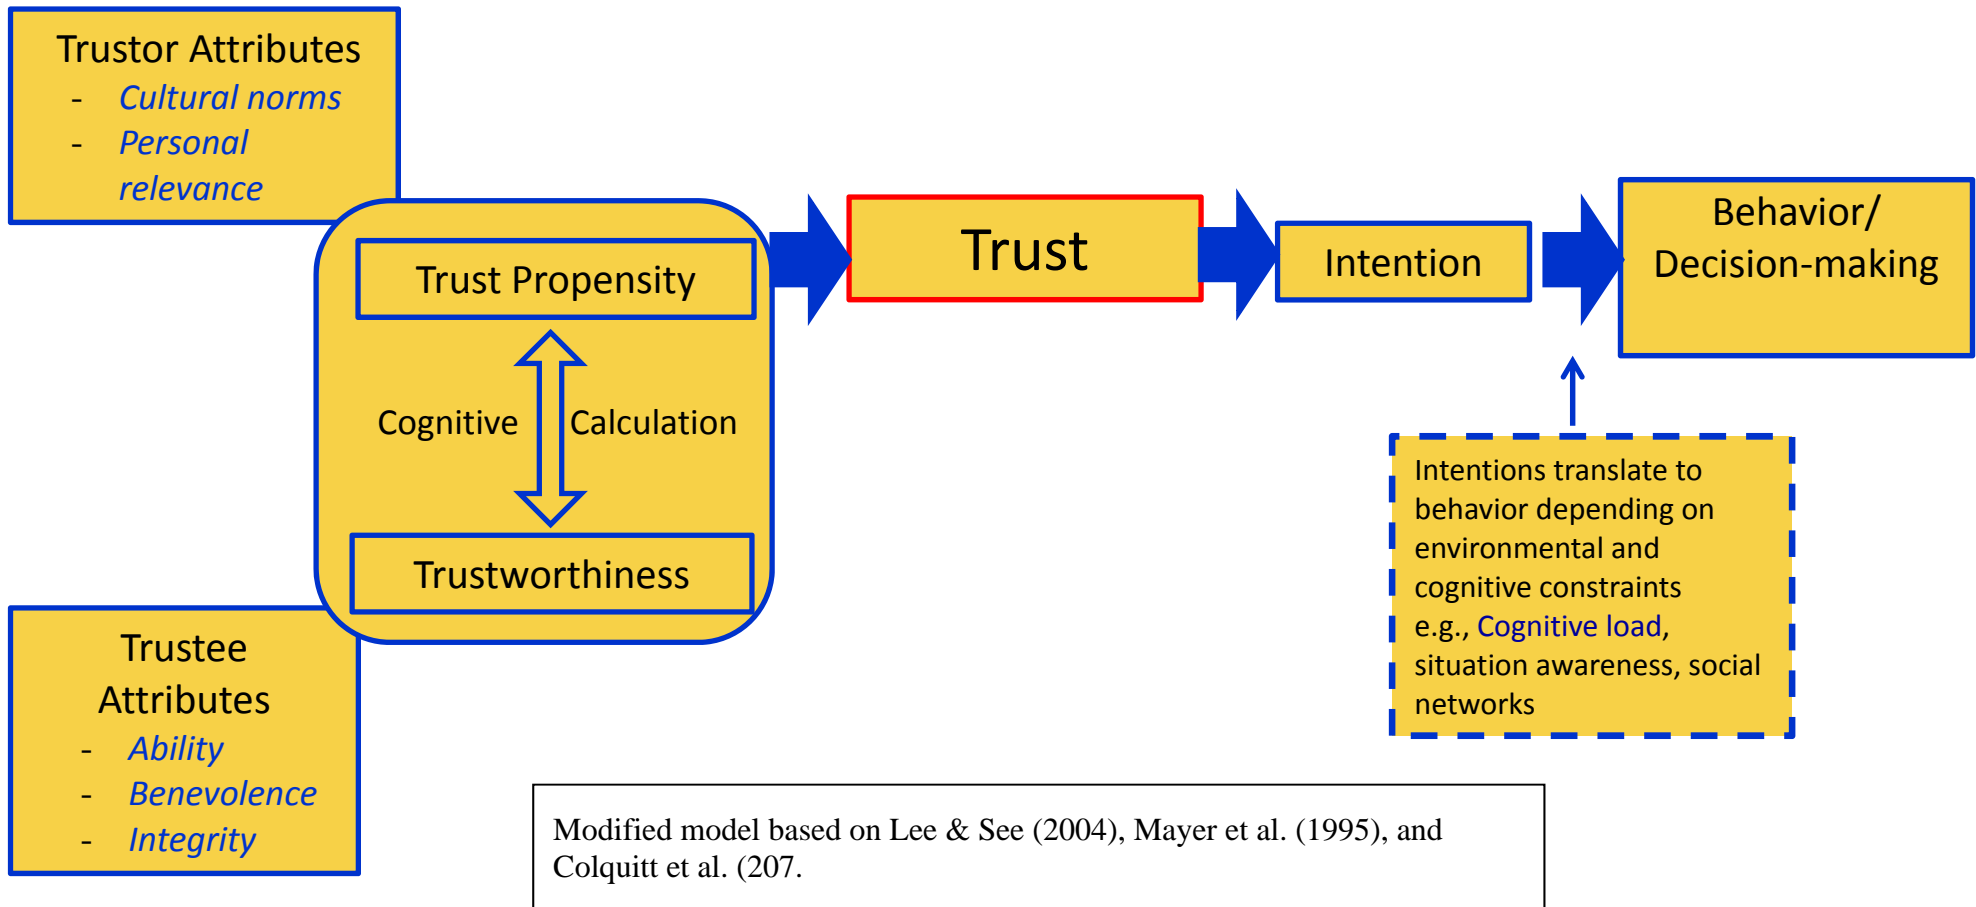 Trustor Attributes
- Cultural norms
- Personal
relevance
Trust Propensity
Cognitive Calculation
Trustworthiness
Trustee
Attributes
- Ability
- Benevolence
- Integrity
Trust
Intention
Behavior/
Decision-making
Intentions translate to
behavior depending on
environmental and
cognitive constraints
e.g., Cognitive load,
situation awareness, social
networks
Modified model based on Lee & See (2004), Mayer et al. (1995), and
Colquitt et al. (207.